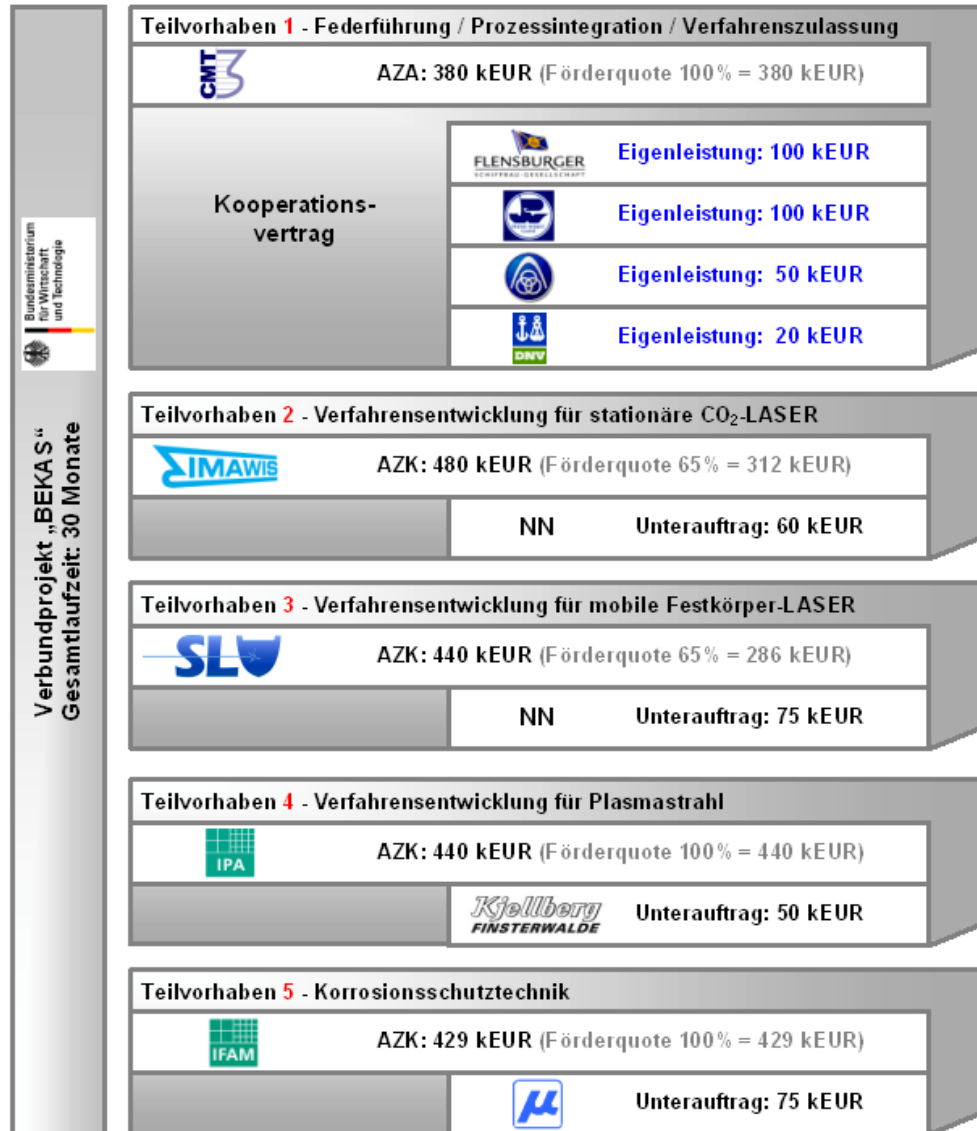 Bundesministerium
für Wirtschaft
und Technologie
Verbundprojekt „BEKAS“
Gesamtlaufzeit: 30 Monate
Teilvorhaben 1 - Federführung / Prozessintegration / Verfahrenszulassung
CMT
AZA: 380 kEUR (Förderquote 100% = 380 kEUR)
Kooperations-
vertrag
FLENSBURGER
SCHIFFBAU-GESELLSCHAFT
Eigenleistung: 100 kEUR
Eigenleistung: 100 kEUR
Eigenleistung: 50 kEUR
DNV
Eigenleistung: 20 kEUR
Teilvorhaben 2 - Verfahrensentwicklung für stationäre CO₂-LASER
IMAWIS
AZK: 480 kEUR (Förderquote 65% = 312 kEUR)
NN Unterauftrag: 60 kEUR
Teilvorhaben 3 - Verfahrensentwicklung für mobile Festkörper-LASER
SLV
AZK: 440 kEUR (Förderquote 65% = 286 kEUR)
NN Unterauftrag: 75 kEUR
Teilvorhaben 4 - Verfahrensentwicklung für Plasmastrahl
IPA
AZK: 440 kEUR (Förderquote 100% = 440 kEUR)
Kjellberg
FINSTERWALDE
Unterauftrag: 50 kEUR
Teilvorhaben 5 - Korrosionsschutztechnik
IFAM
AZK: 429 kEUR (Förderquote 100% = 429 kEUR)
µ
Unterauftrag: 75 kEUR